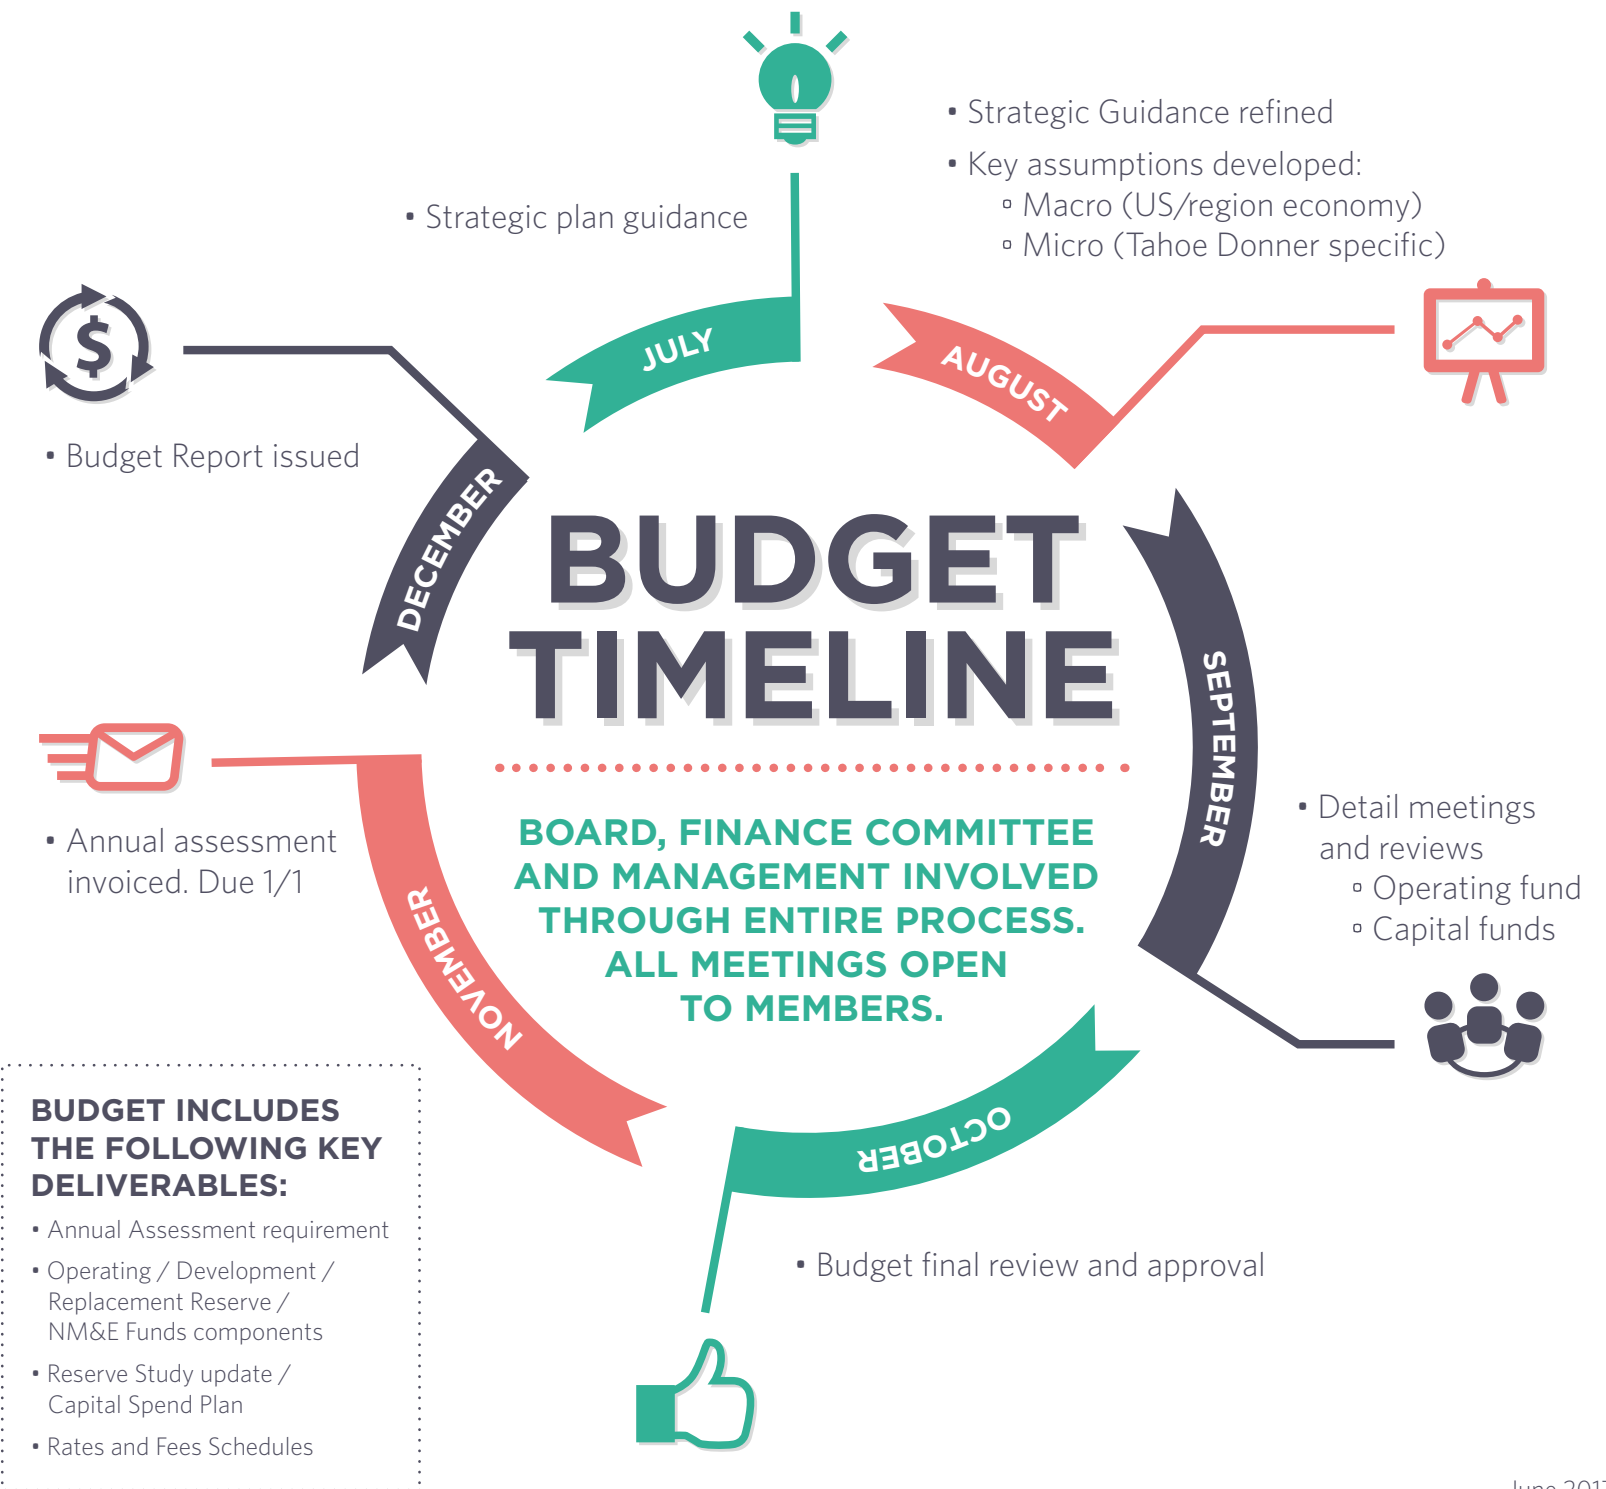 • Strategic plan guidance
JULY
• Strategic Guidance refined
• Key assumptions developed:
▫ Macro (US/region economy)
▫ Micro (Tahoe Donner specific)
AUGUST
$
• Budget Report issued
DECEMBER
BUDGET
TIMELINE
BOARD, FINANCE COMMITTEE
AND MANAGEMENT INVOLVED
THROUGH ENTIRE PROCESS.
ALL MEETINGS OPEN
TO MEMBERS.
SEPTEMBER
• Detail meetings
and reviews
▫ Operating fund
▫ Capital funds
• Annual assessment
invoiced. Due 1/1
NOVEMBER
OCTOBER
• Budget final review and approval
BUDGET INCLUDES
THE FOLLOWING KEY
DELIVERABLES:
• Annual Assessment requirement
• Operating / Development /
Replacement Reserve /
NM&E Funds components
• Reserve Study update /
Capital Spend Plan
• Rates and Fees Schedules
June